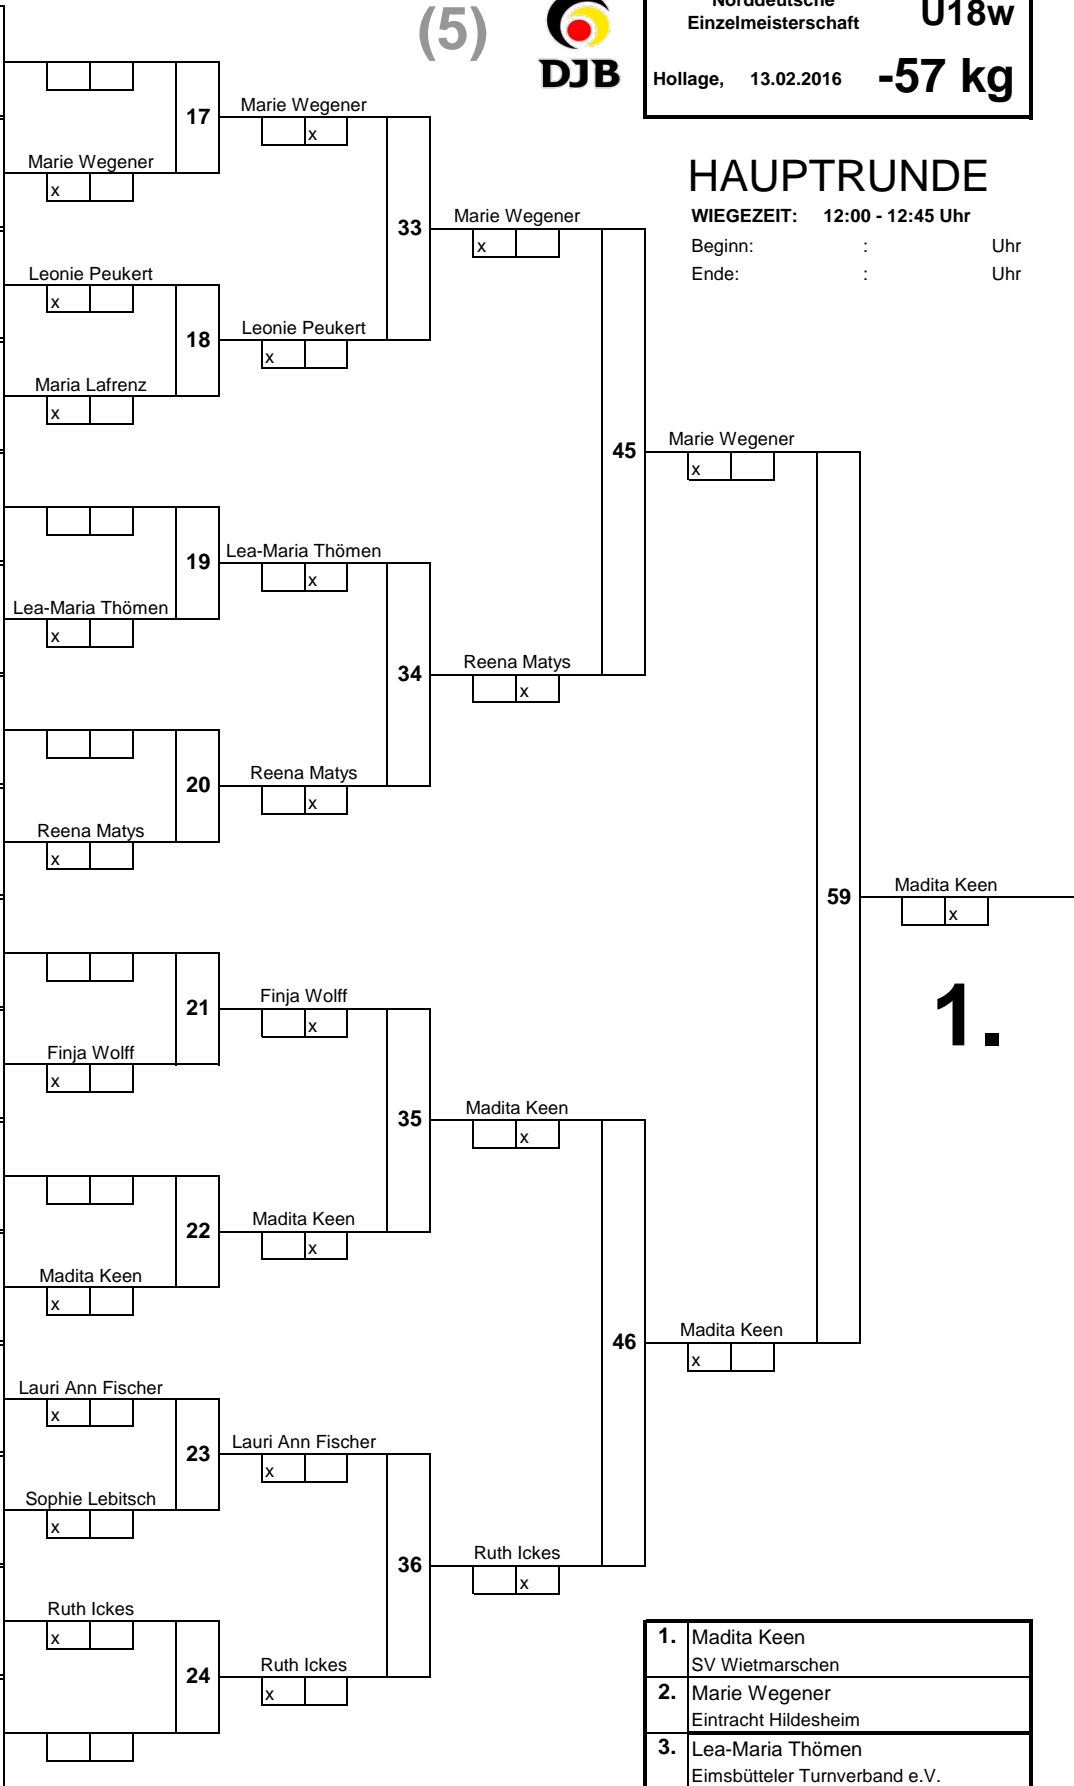 (5)
DJB
Norddeutsche
Einzelmeisterschaft
U18w
Hollage, 13.02.2016 -57 kg
HAUPTRUNDE
WIEGEZEIT: 12:00 - 12:45 Uhr
Beginn: : Uhr
Ende: : Uhr
17
Marie Wegener
x
Marie Wegener
x
33
Marie Wegener
x
Leonie Peukert
x
18
Leonie Peukert
x
Maria Lafrenz
x
45
Marie Wegener
x
19
Lea-Maria Thömen
x
Lea-Maria Thömen
x
34
Reena Matys
x
20
Reena Matys
x
Reena Matys
x
59
Madita Keen
x
1.
21
Finja Wolff
x
Finja Wolff
x
35
Madita Keen
x
22
Madita Keen
x
Madita Keen
x
46
Madita Keen
x
Lauri Ann Fischer
x
23
Lauri Ann Fischer
x
Sophie Lebitsch
x
36
Ruth Ickes
x
Ruth Ickes
x
24
Ruth Ickes
x
1. Madita Keen
SV Wietmarschen
2. Marie Wegener
Eintracht Hildesheim
3. Lea-Maria Thömen
Eimsbütteler Turnverband e.V.